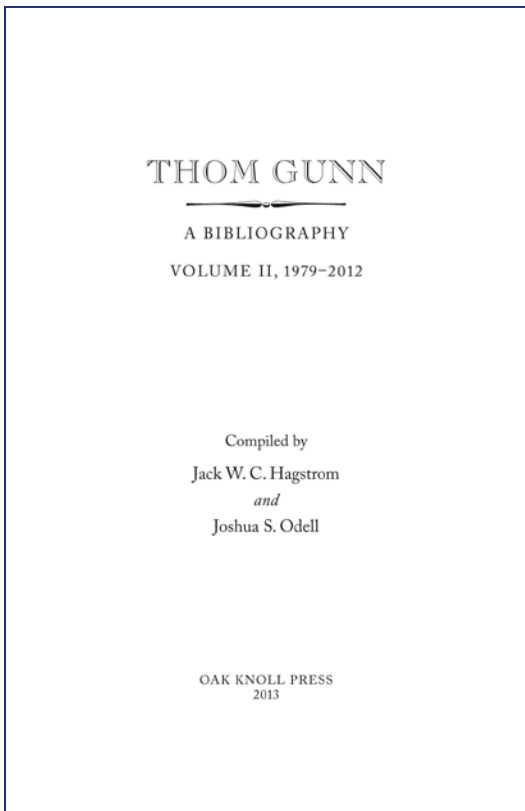 THOM GUNN
A BIBLIOGRAPHY
VOLUME II, 1979–2012
Compiled by
Jack W. C. Hagstrom
and
Joshua S. Odell
OAK KNOLL PRESS
2013